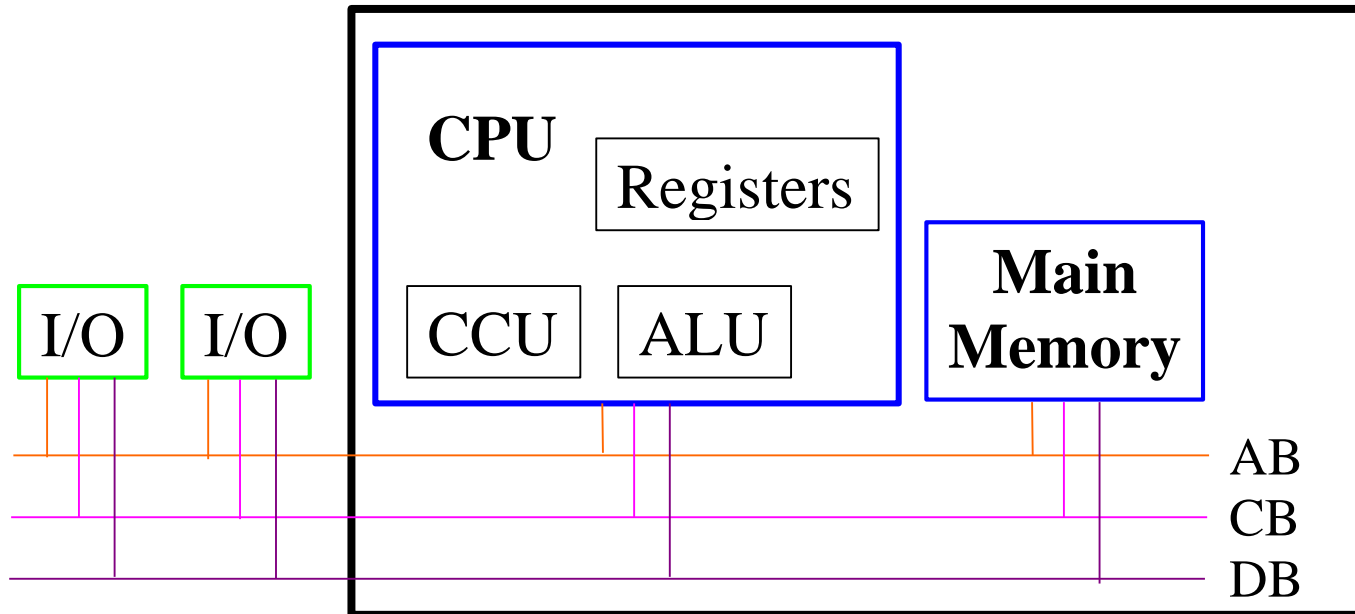 CPU
Registers
I/O
I/O
CCU
ALU
Main
Memory
AB
CB
DB